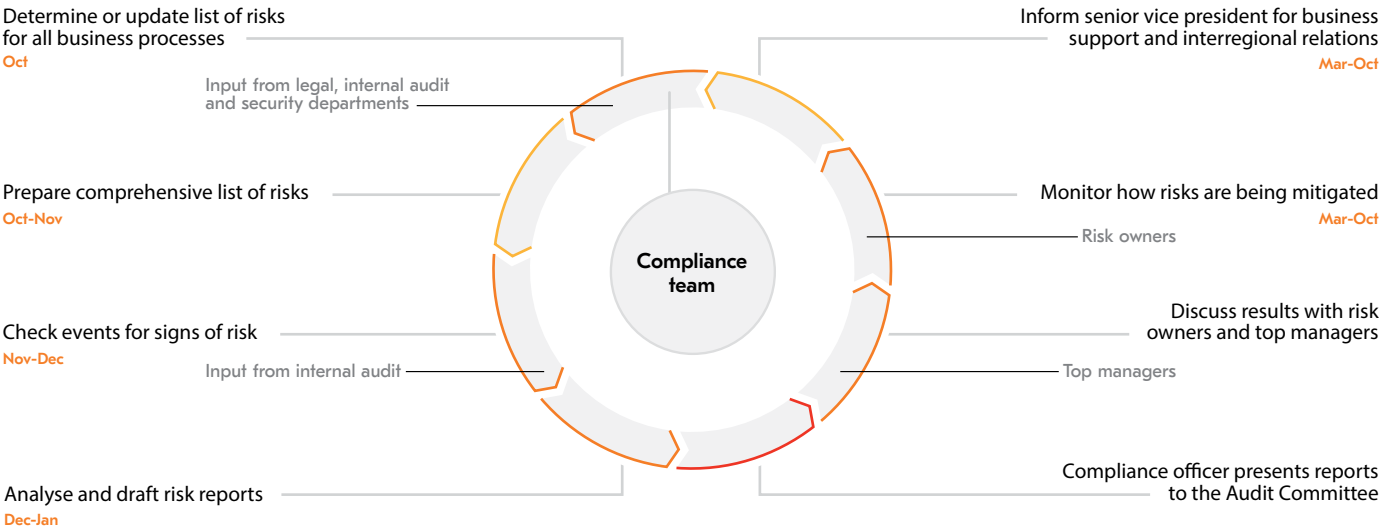 Determine or update list of risks
for all business processes
Oct
Input from legal, internal audit
and security departments
Prepare comprehensive list of risks
Oct-Nov
Check events for signs of risk
Nov-Dec
Input from internal audit
Analyse and draft risk reports
Dec-Jan
Compliance
team
Inform senior vice president for business
support and interregional relations
Mar-Oct
Monitor how risks are being mitigated
Mar-Oct
Risk owners
Discuss results with risk
owners and top managers
Top managers
Compliance officer presents reports
to the Audit Committee